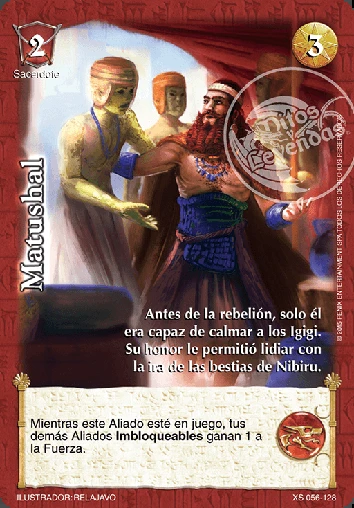 2
3
Sacerdote
Mitos y
Leyendas
Matushal
Antes de la rebelión, solo él
era capaz de calmar a los Igigi.
Su honor le permitió lidiar con
la ira de las bestias de Nibiru.
Mientras este Aliado esté en juego, tus
demás Aliados Imbloqueables ganan 1 a
la Fuerza.
ILUSTRADOR: BELAJAVO
XS 056-128